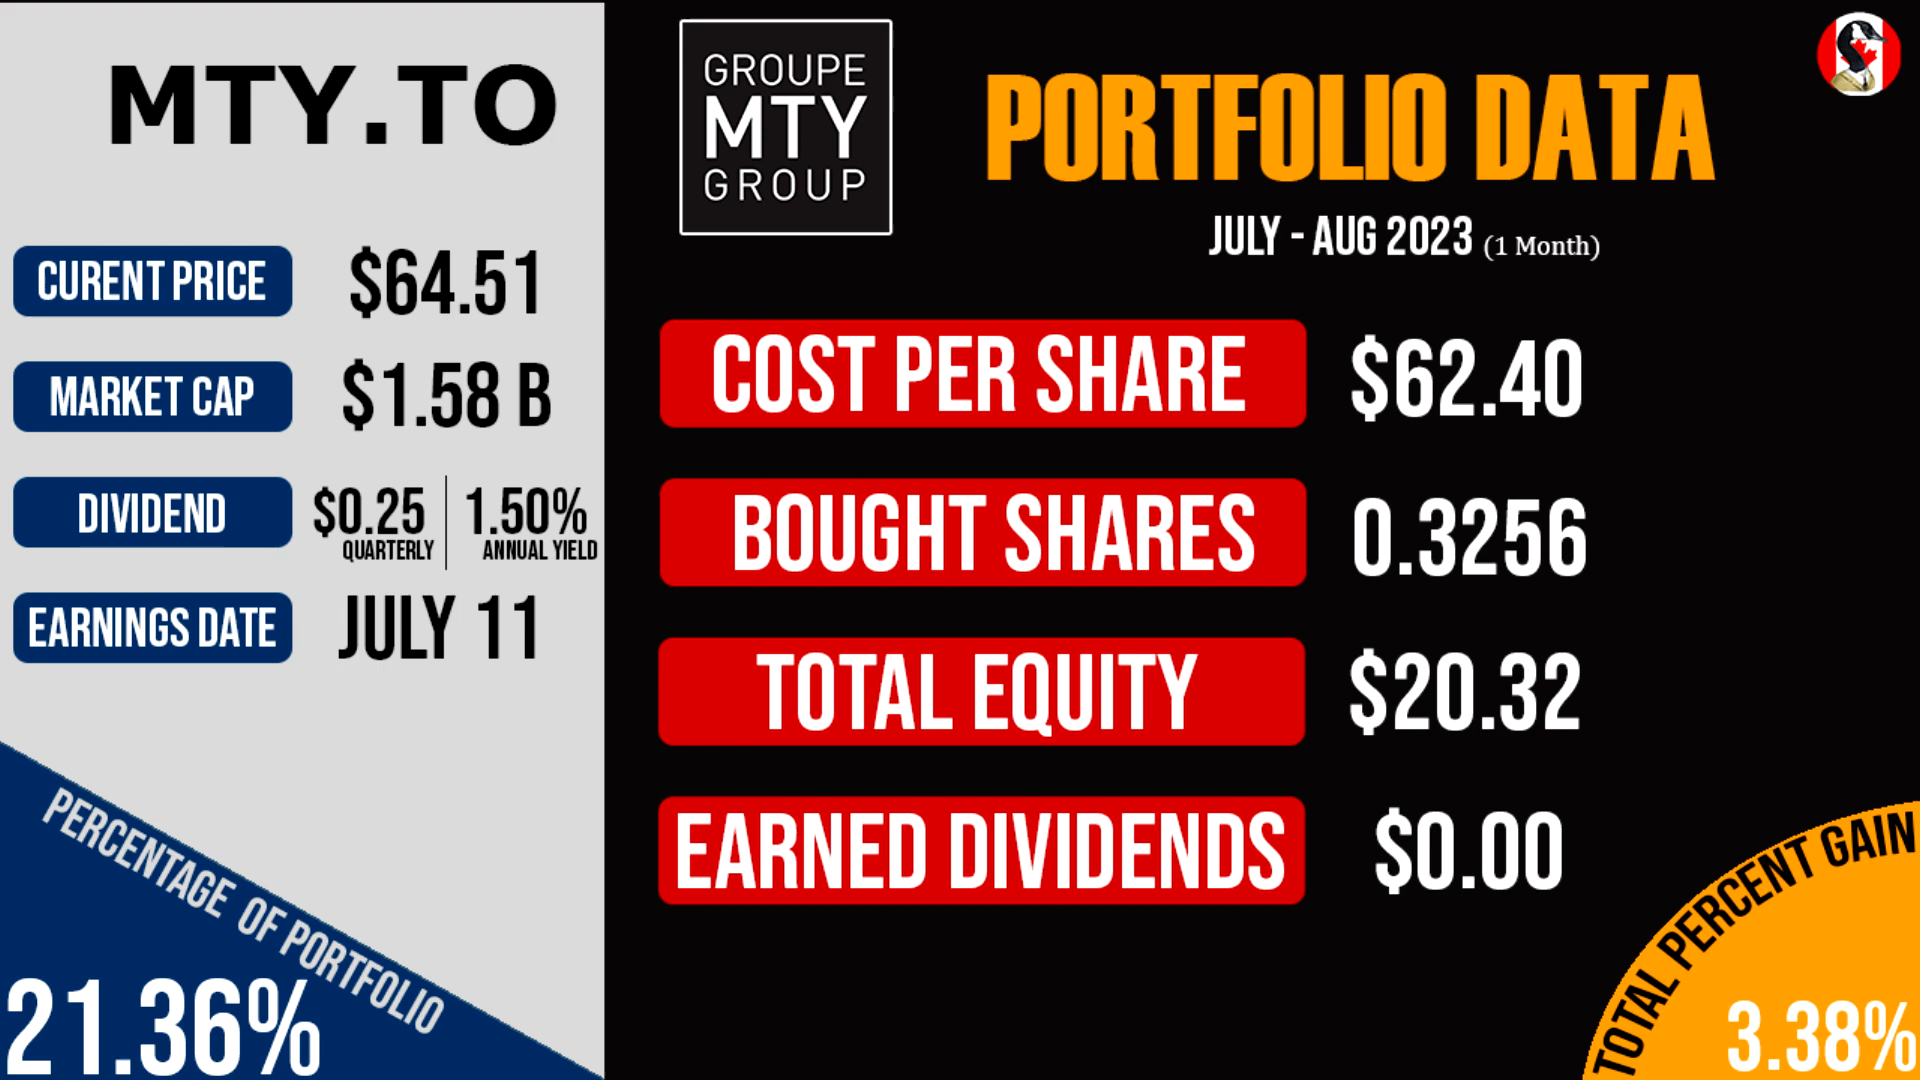 MTY.TO
CURENT PRICE $64.51
MARKET CAP $1.58 B
DIVIDEND $0.25 1.50%
QUARTERLY ANNUAL YIELD
EARNINGS DATE JULY 11
PERCENTAGE OF PORTFOLIO
21.36%
GROUPE
MTY
GROUP
PORTFOLIO DATA
JULY - AUG 2023 (1 Month)
COST PER SHARE $62.40
BOUGHT SHARES 0.3256
TOTAL EQUITY $20.32
EARNED DIVIDENDS $0.00
TOTAL PERCENT GAIN
3.38%